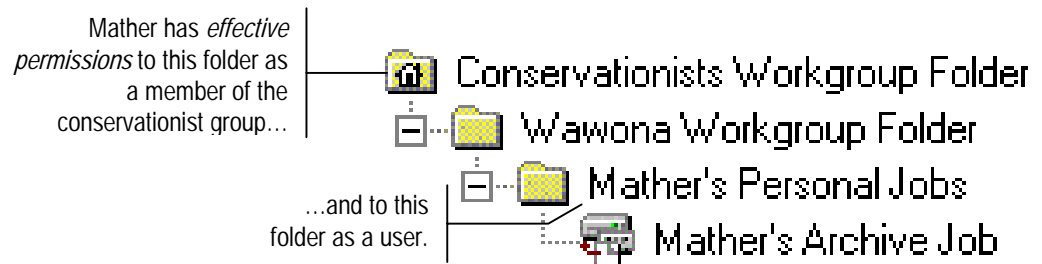 Mather has effective
permissions to this folder as
a member of the
conservationist group…
Conservationists Workgroup Folder
Wawona Workgroup Folder
Mather's Personal Jobs
…and to this
folder as a user.
Mather's Archive Job